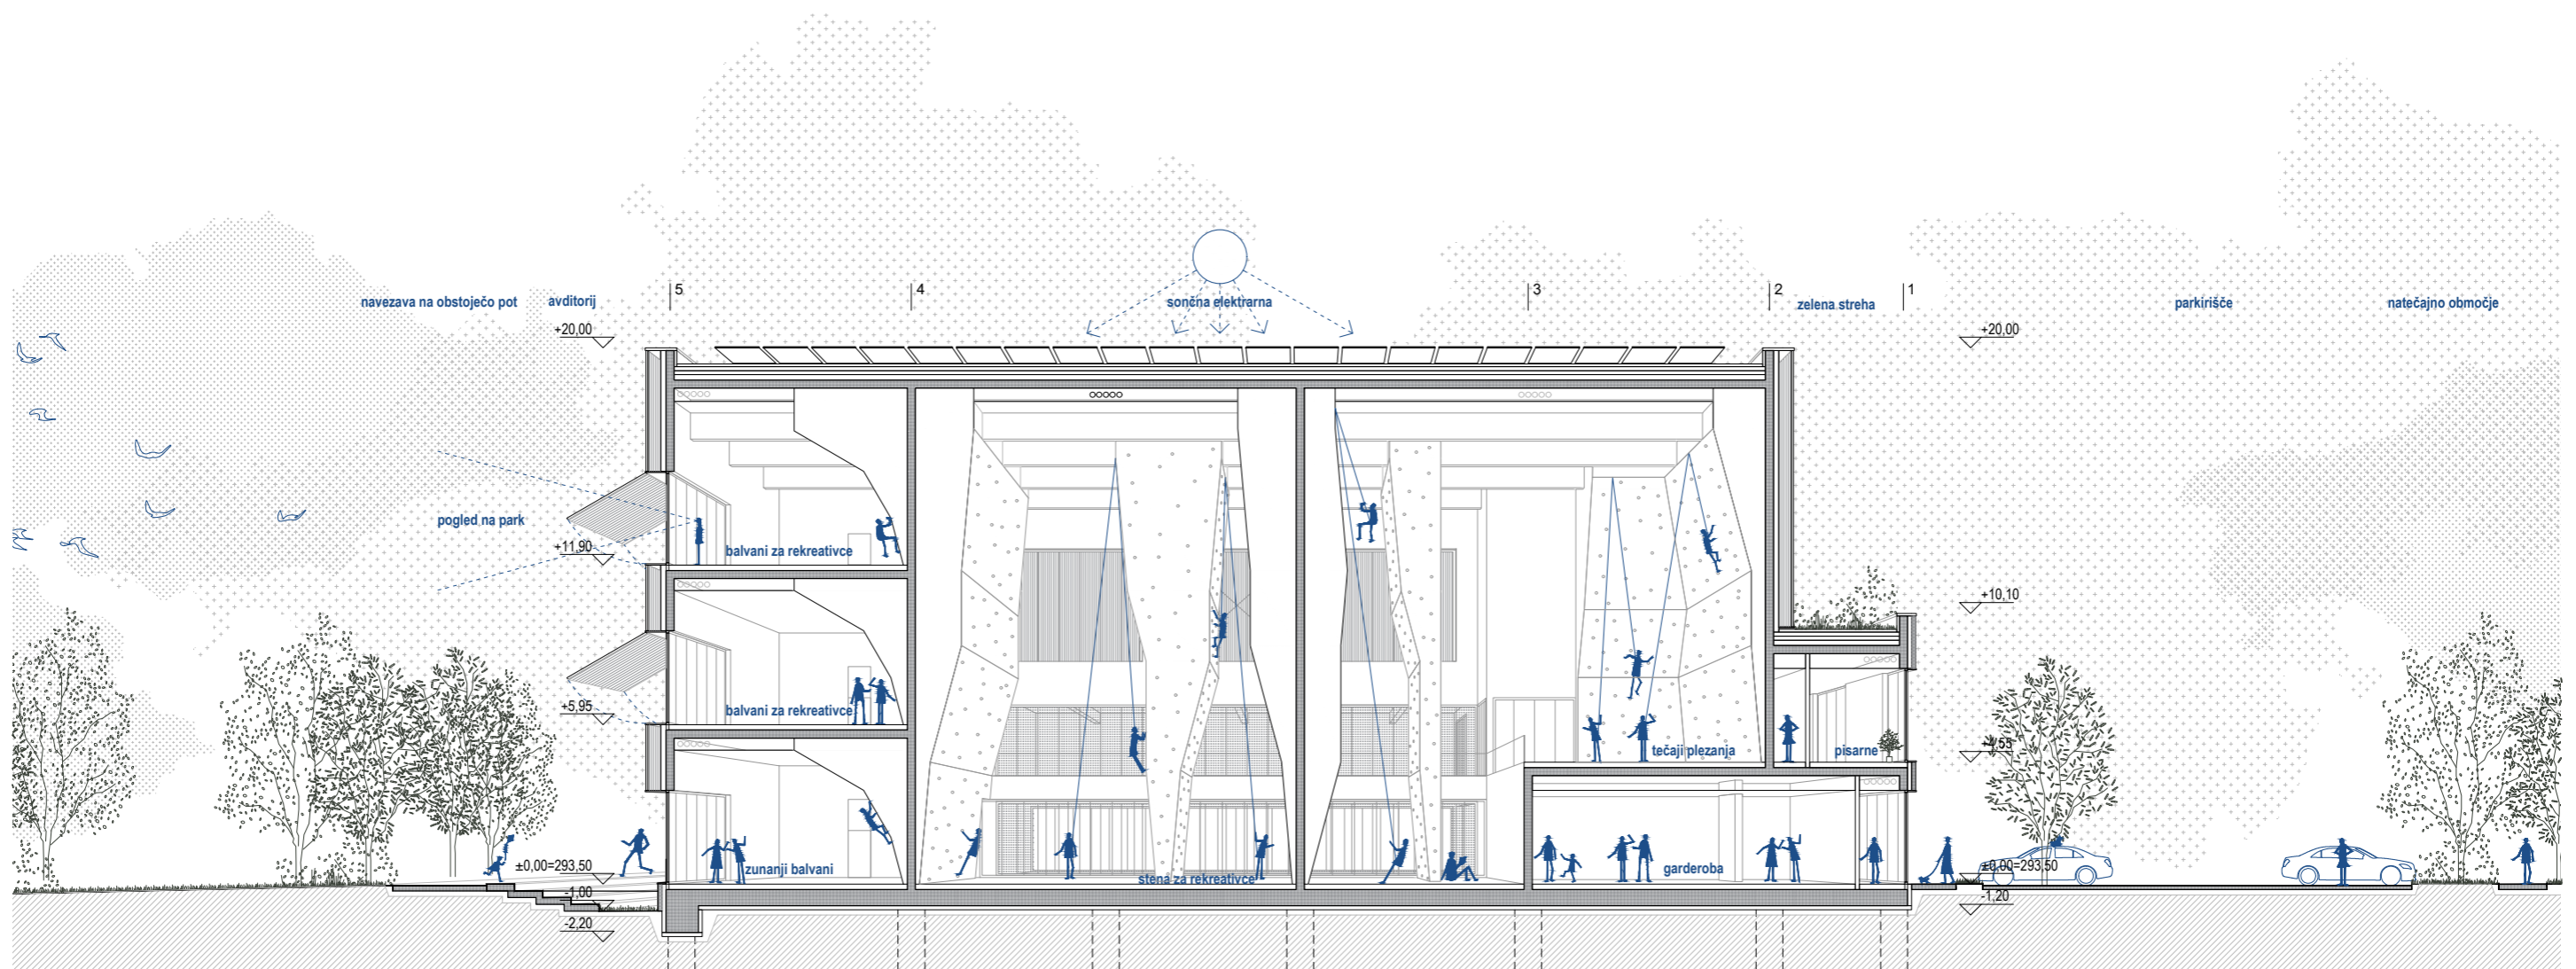 5
4
3
2
1
navezava na obstoječo pot
avditorij
sončna elektrarna
zelena streha
parkirišče
natečajno območje
+20,00
+20,00
pogled na park
+11,90
balvani za rekreativce
+10,10
+5,95
balvani za rekreativce
tečaji plezanja
pisarne
+4,55
±0,00=293,50
zunanji balvani
stena za rekreativce
garderoba
±0,00=293,50
-1,00
-1,20
-2,20